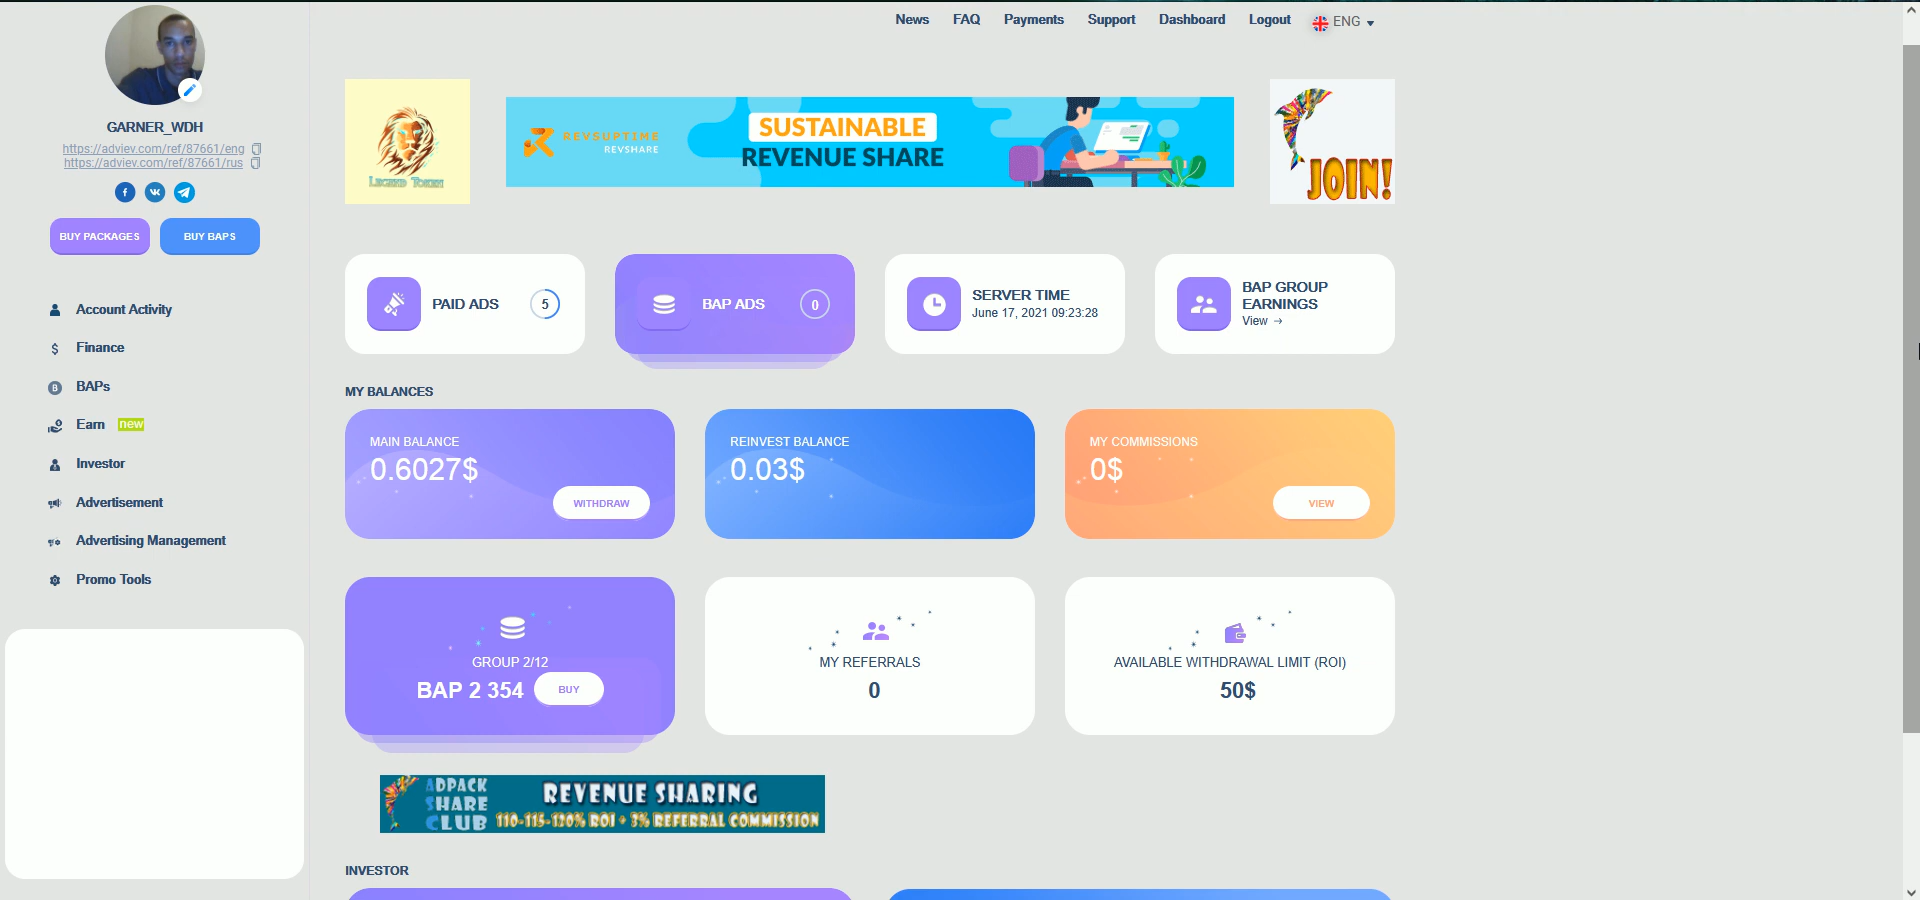 News FAQ Payments Support Dashboard Logout ENG
GARNER_WDH
https://adviev.com/ref/87661/eng
https://adviev.com/ref/87661/rus
BUY PACKAGES BUY BAPS
Account Activity
Finance
BAPs
Earn new
Investor
Advertisement
Advertising Management
Promo Tools
LEGEND TOKEN
REVSUPTIME
REVSHARE
SUSTAINABLE
REVENUE SHARE
JOIN!
PAID ADS 5
BAP ADS 0
SERVER TIME
June 17, 2021 09:23:28
BAP GROUP
EARNINGS
View →
MY BALANCES
MAIN BALANCE
0.6027$
WITHDRAW
REINVEST BALANCE
0.03$
MY COMMISSIONS
0$
VIEW
GROUP 2/12
BAP 2 354 BUY
MY REFERRALS
0
AVAILABLE WITHDRAWAL LIMIT (ROI)
50$
ADPACK
SHARE
CLUB
REVENUE SHARING
110-115-120% ROI + 3% REFERRAL COMMISSION
INVESTOR